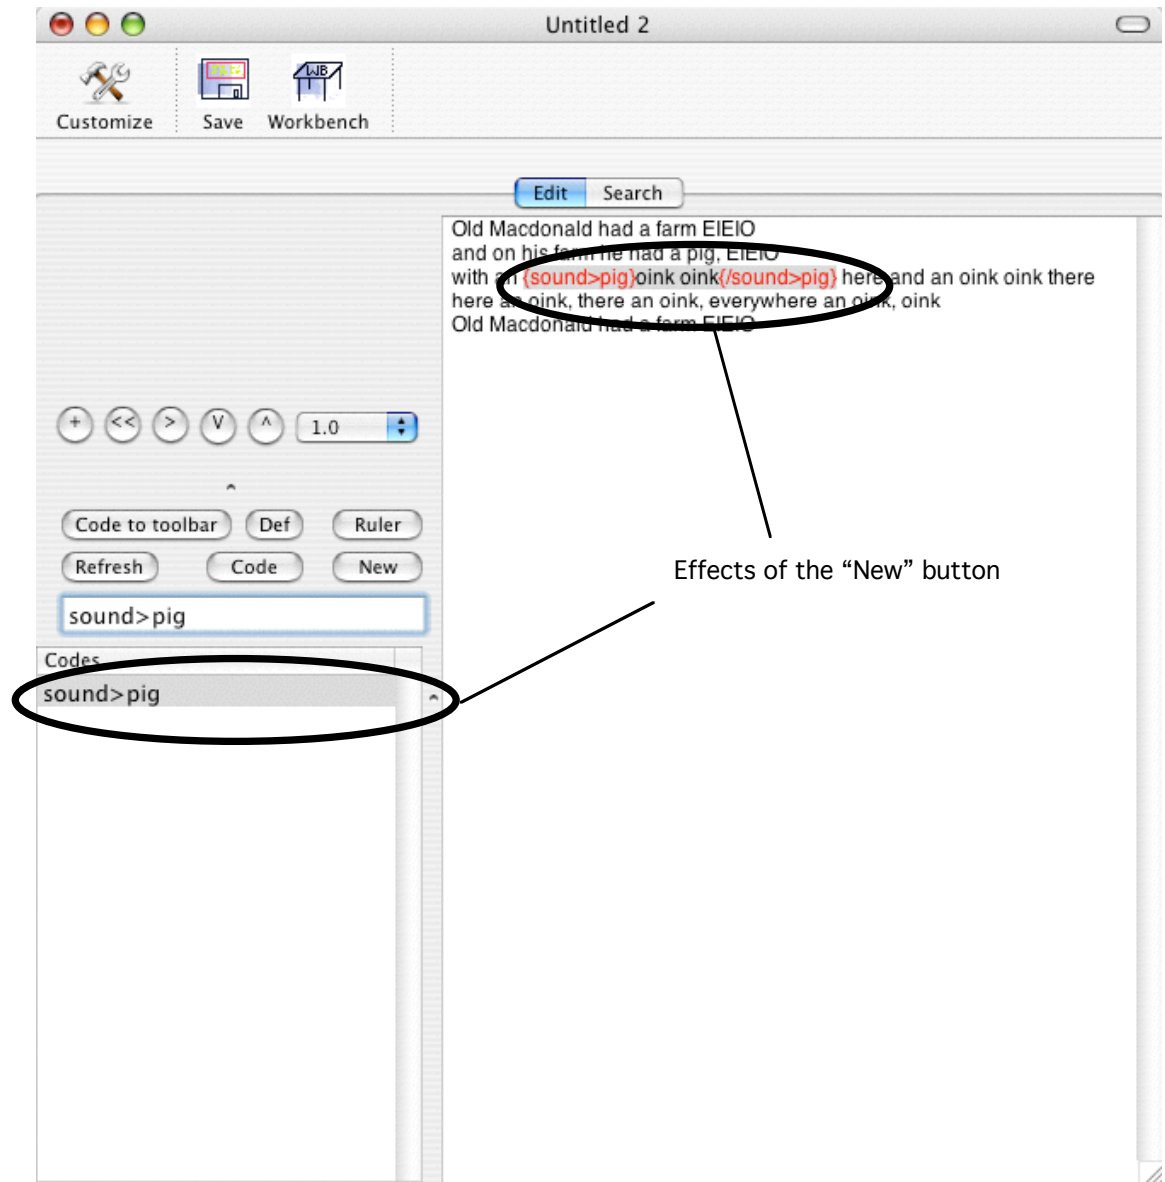 Untitled 2
Customize
Save
WB
Workbench
Edit
Search
Old Macdonald had a farm EIEIO
and on his farm he had a pig, EIEIO
with an {sound>pig}oink oink{/sound>pig} here and an oink oink there
here an oink, there an oink, everywhere an oink, oink
Old Macdonald had a farm EIEIO
+ << > V ^ 1.0
Code to toolbar
Def
Ruler
Refresh
Code
New
Effects of the “New” button
sound>pig
Codes
sound>pig